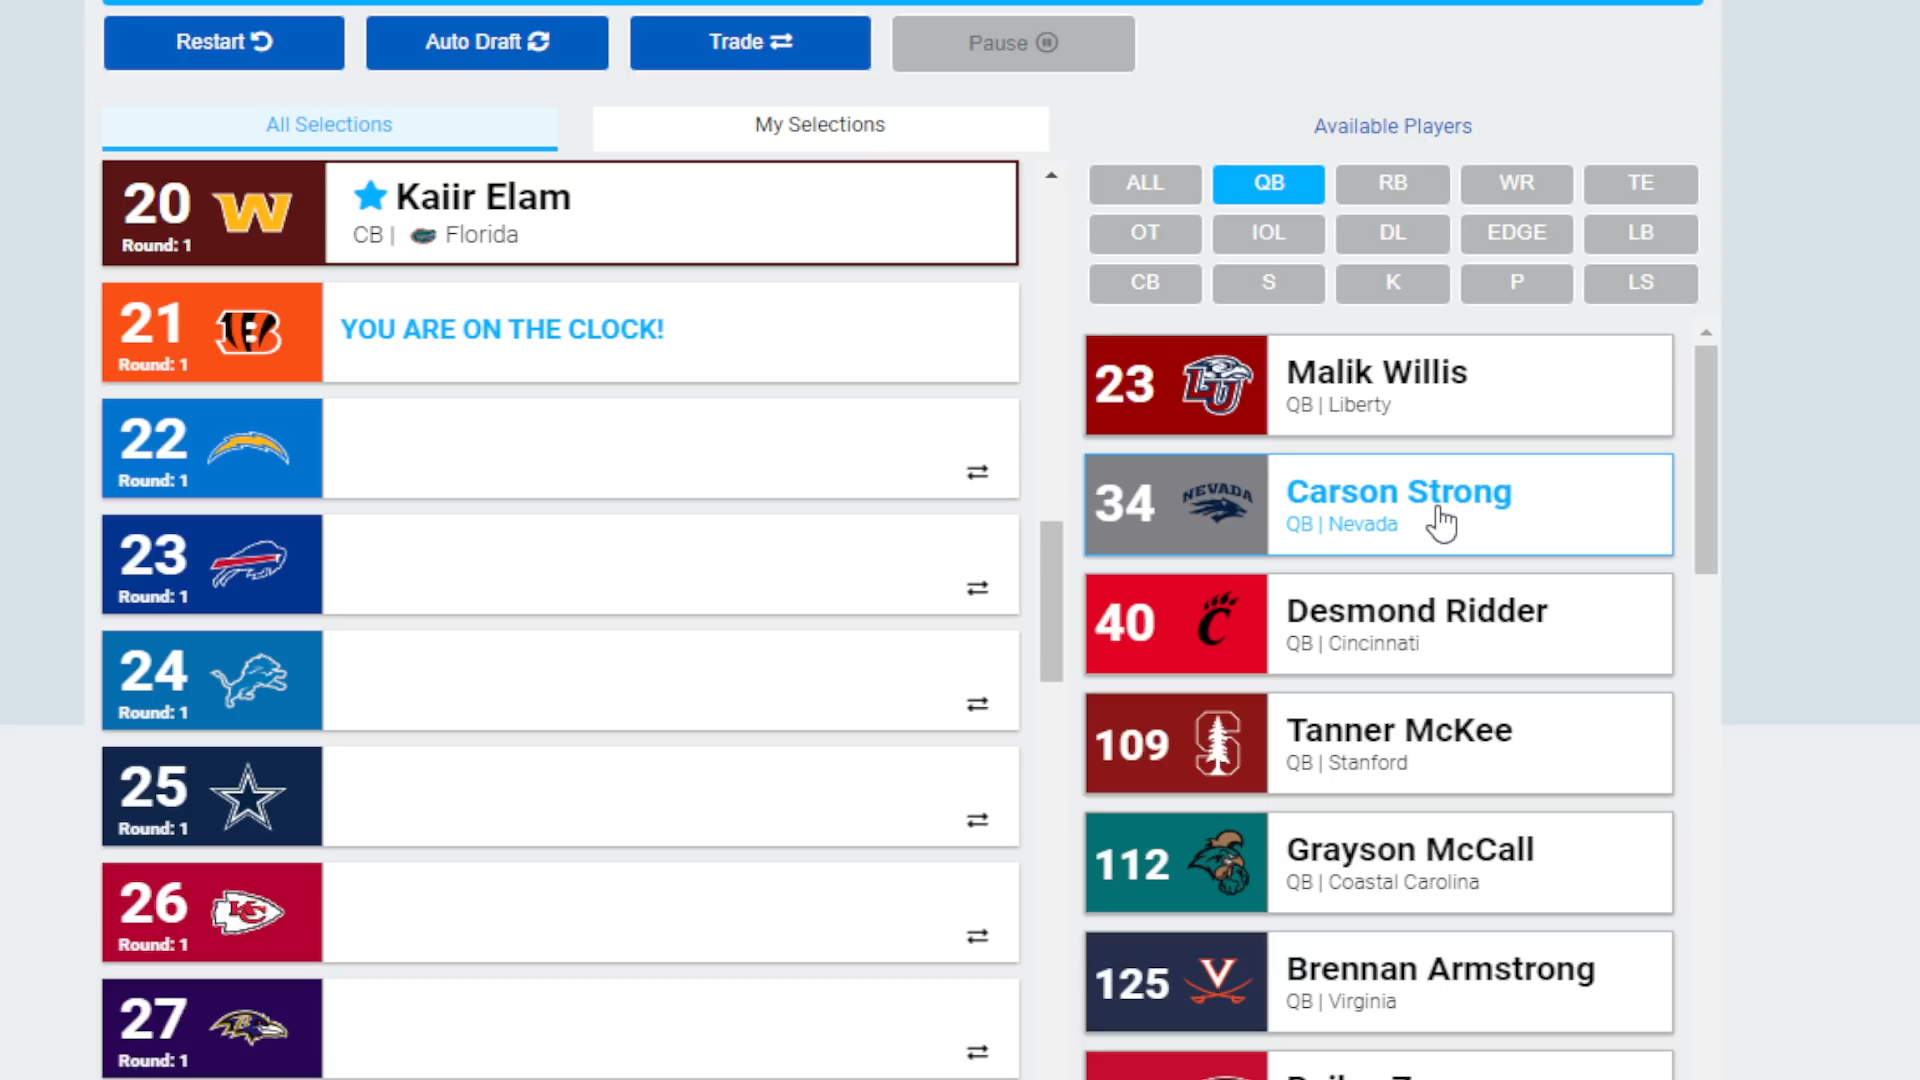 Restart
Auto Draft
Trade
Pause
All Selections
My Selections
Available Players
20
Round: 1
Kaiir Elam
CB | Florida
21
Round: 1
YOU ARE ON THE CLOCK!
22
Round: 1
23
Round: 1
24
Round: 1
25
Round: 1
26
Round: 1
27
Round: 1
ALL QB RB WR TE
OT IOL DL EDGE LB
CB S K P LS
23
Malik Willis
QB | Liberty
34
NEVADA
Carson Strong
QB | Nevada
40
Desmond Ridder
QB | Cincinnati
109
Tanner McKee
QB | Stanford
112
Grayson McCall
QB | Coastal Carolina
125
Brennan Armstrong
QB | Virginia